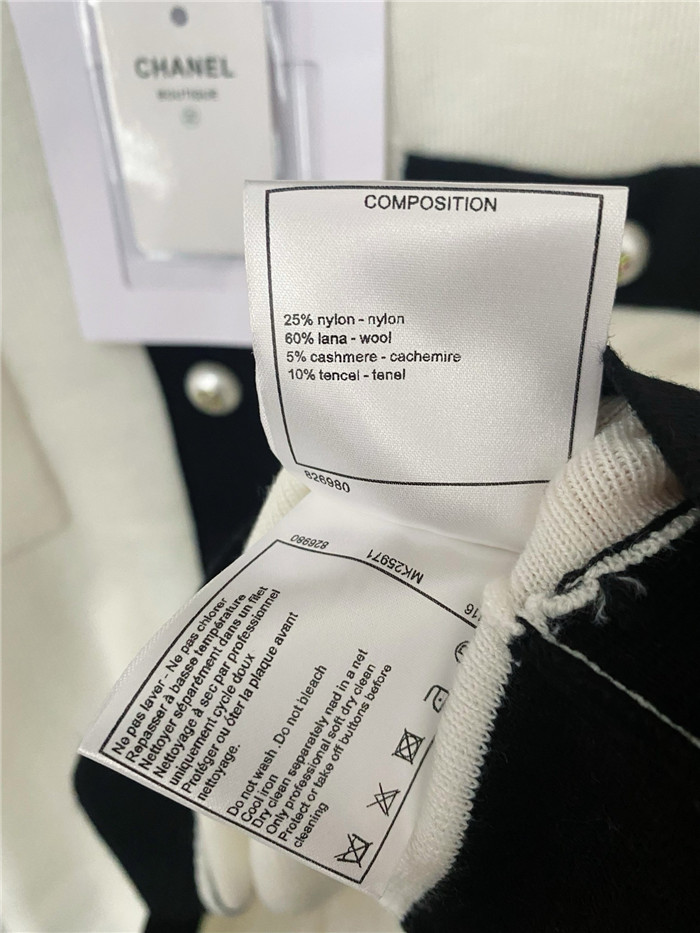 CHANEL
BOUTIQUE
COMPOSITION
25% nylon - nylon
60% lana - wool
5% cashmere - cachemire
10% tencel - tenel
826980
826980
MK25971
116
Ne pas laver - Ne pas chlorer
Repasser à basse température
Nettoyer séparément dans un filet
Nettoyage à sec par professionnel
uniquement cycle doux
Protéger ou ôter la plaque avant
nettoyage.
Do not wash .Do not bleach
Cool iron
Dry clean separately nad in a net
Only professional soft dry clean
Protect or take off buttons before
cleaning